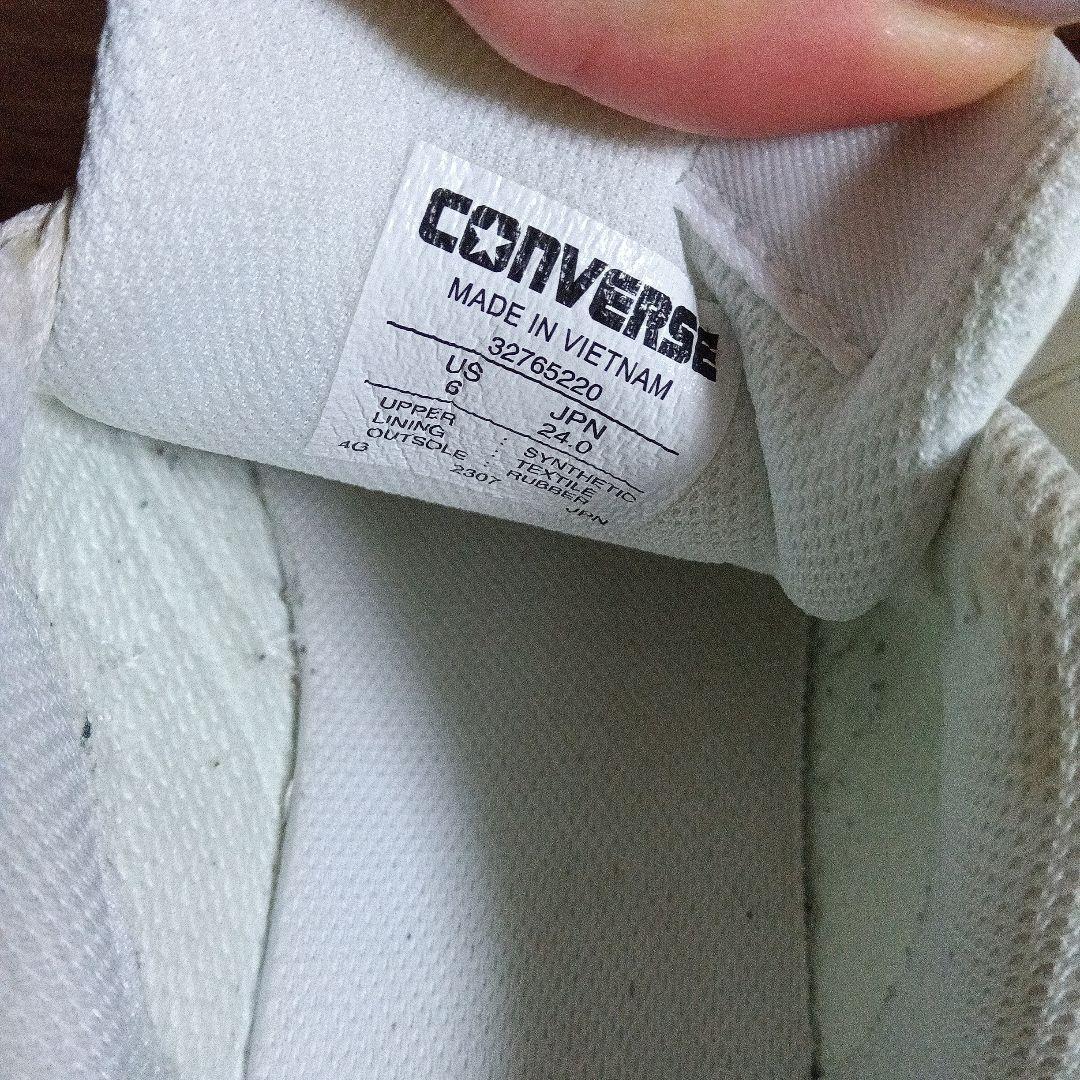 CONVERSE
MADE IN VIETNAM
32765220
US JPN
6 24.0
UPPER : SYNTHETIC
LINING : TEXTILE
OUTSOLE : RUBBER
4G 2307 JPN